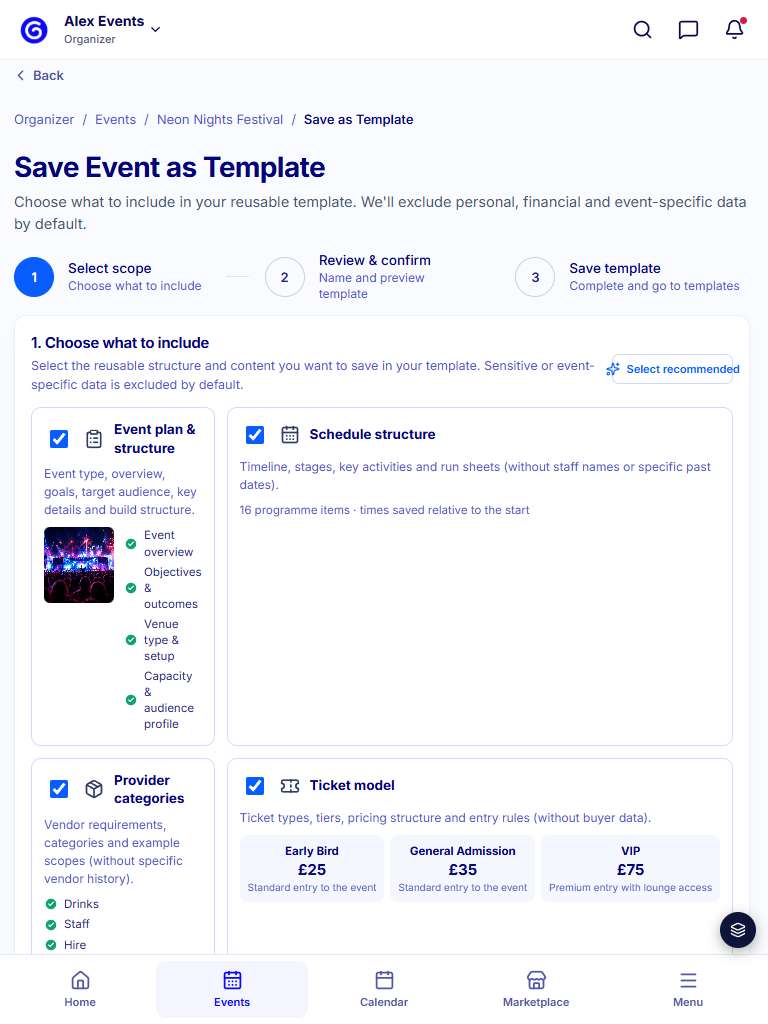 Alex Events
Organizer
Back
Organizer / Events / Neon Nights Festival / Save as Template
Save Event as Template
Choose what to include in your reusable template. We'll exclude personal, financial and event-specific data
by default.
1
Select scope
Choose what to include
2
Review & confirm
Name and preview
template
3
Save template
Complete and go to templates
1. Choose what to include
Select the reusable structure and content you want to save in your template. Sensitive or event-
specific data is excluded by default.
Select recommended
Event plan &
structure
Event type, overview,
goals, target audience, key
details and build structure.
Event
overview
Objectives
&
outcomes
Venue
type &
setup
Capacity
&
audience
profile
Schedule structure
Timeline, stages, key activities and run sheets (without staff names or specific past
dates).
16 programme items · times saved relative to the start
Provider
categories
Vendor requirements,
categories and example
scopes (without specific
vendor history).
Drinks
Staff
Hire
Ticket model
Ticket types, tiers, pricing structure and entry rules (without buyer data).
Early Bird
£25
Standard entry to the event
General Admission
£35
Standard entry to the event
VIP
£75
Premium entry with lounge access
Home
Events
Calendar
Marketplace
Menu